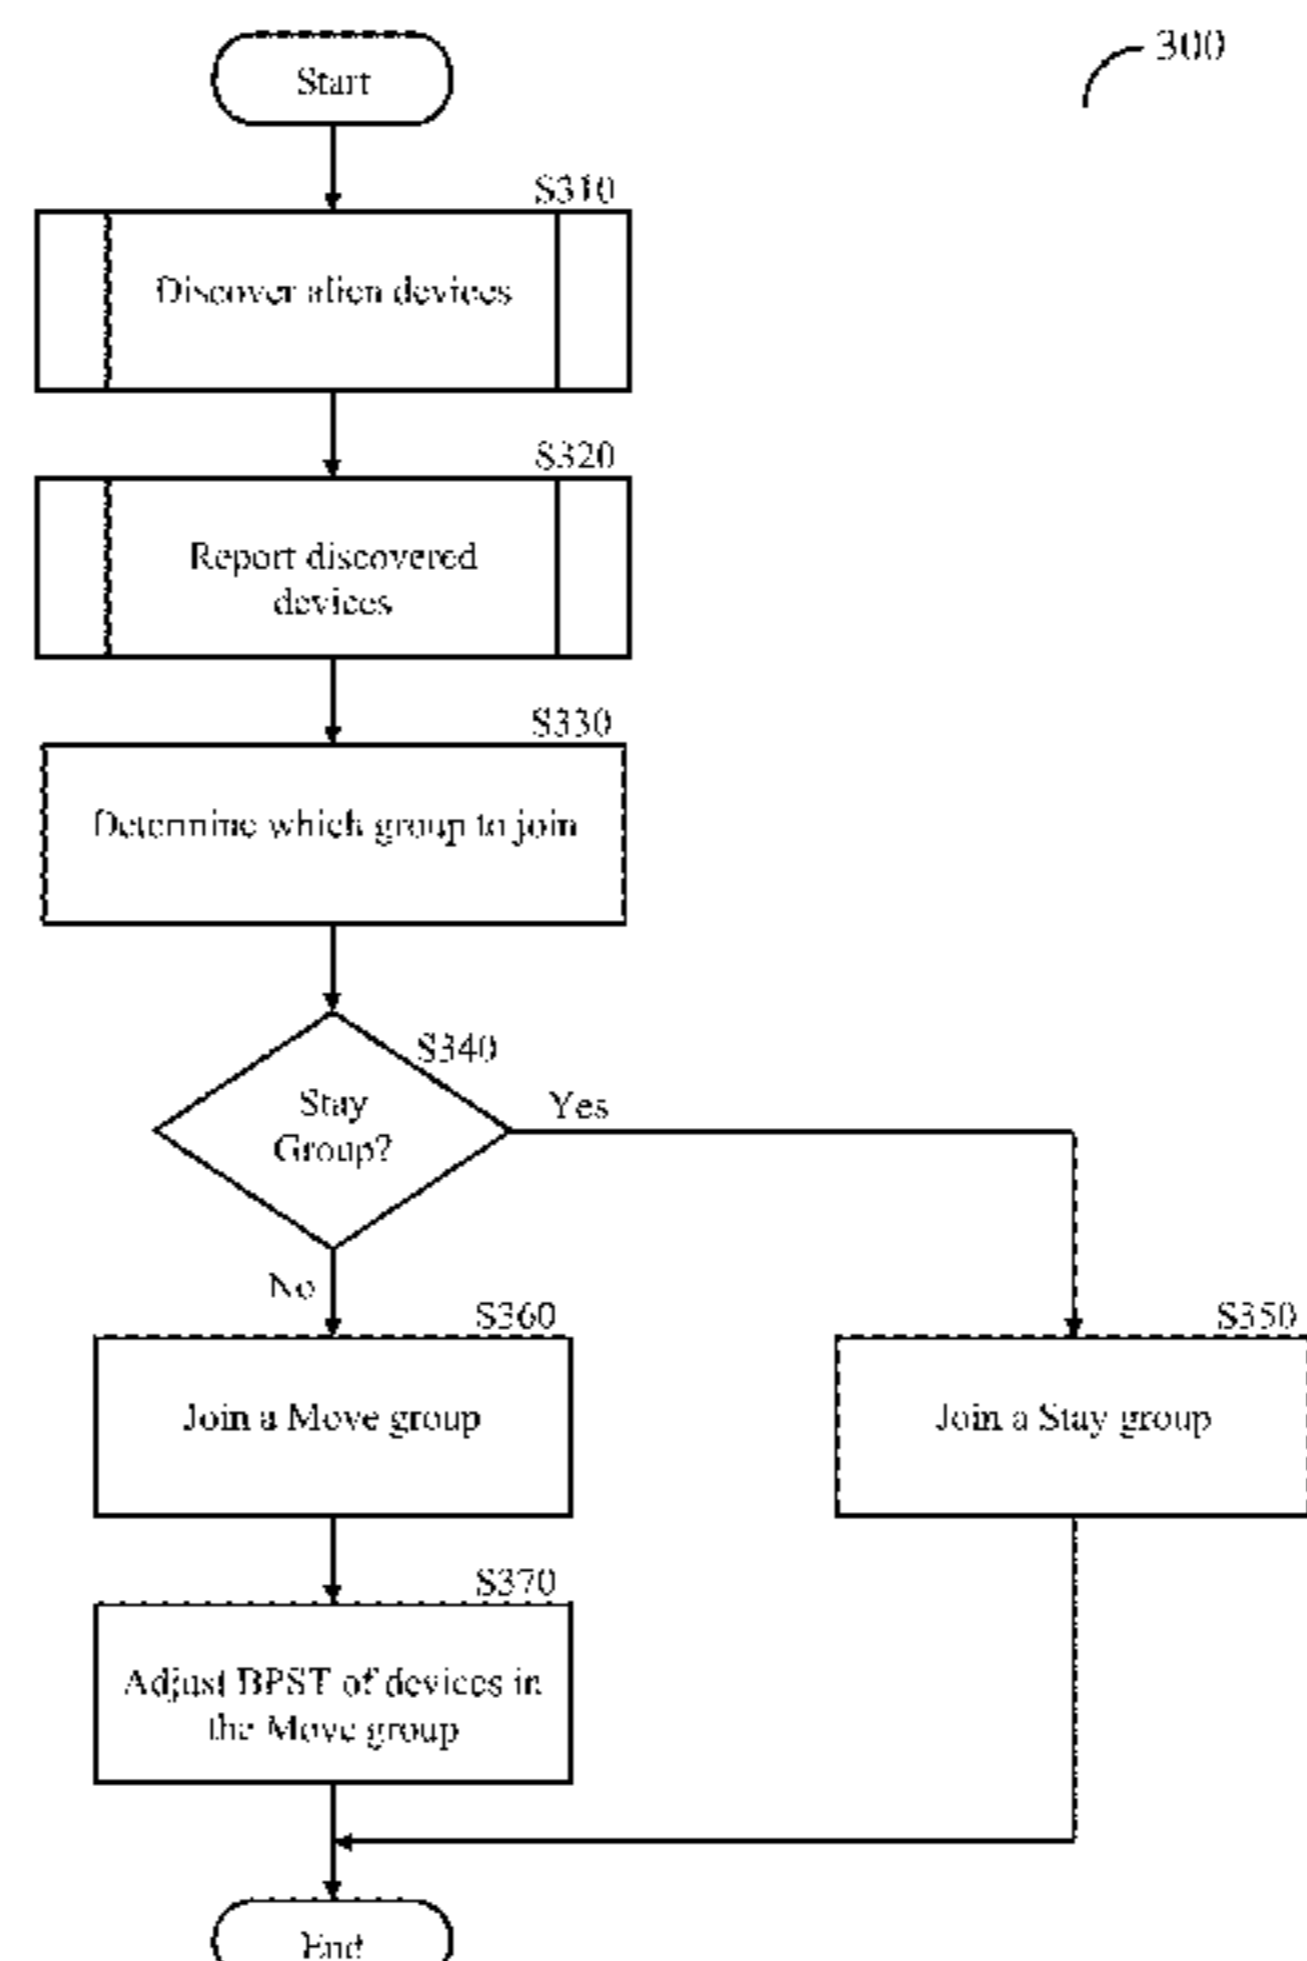 300
Start
S310
Discover alien devices
S320
Report discovered
devices
S330
Determine which group to join
S340
Stay
Group?
Yes
No
S360
Join a Move group
S350
Join a Stay group
S370
Adjust BPST of devices in
the Move group
End